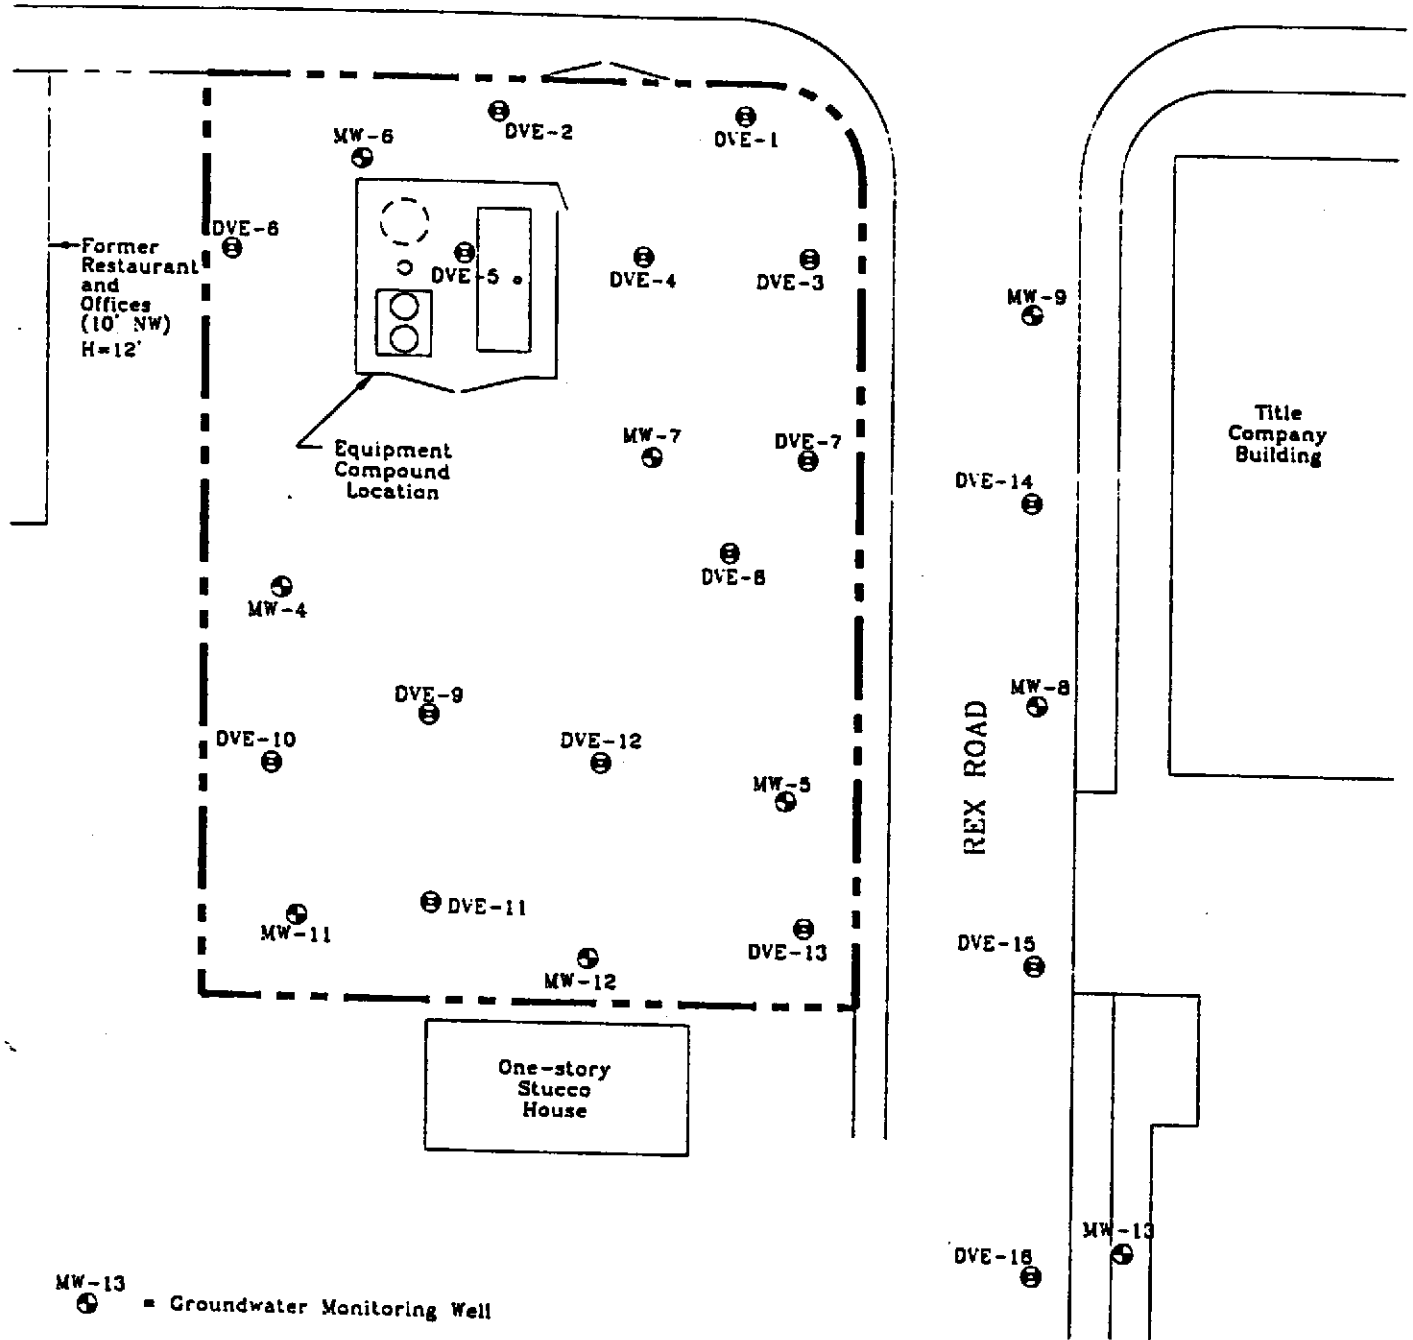 DVE-2
DVE-1
MW-6
DVE-6
Former
Restaurant
and
Offices
(10' NW)
H=12'
DVE-5
DVE-4
DVE-3
MW-9
Equipment
Compound
Location
MW-7
DVE-7
Title
Company
Building
DVE-14
DVE-8
MW-4
DVE-9
MW-8
DVE-10
DVE-12
REX ROAD
MW-5
DVE-11
MW-11
DVE-13
DVE-15
MW-12
One-story
Stucco
House
MW-13
DVE-16
MW-13
= Groundwater Monitoring Well